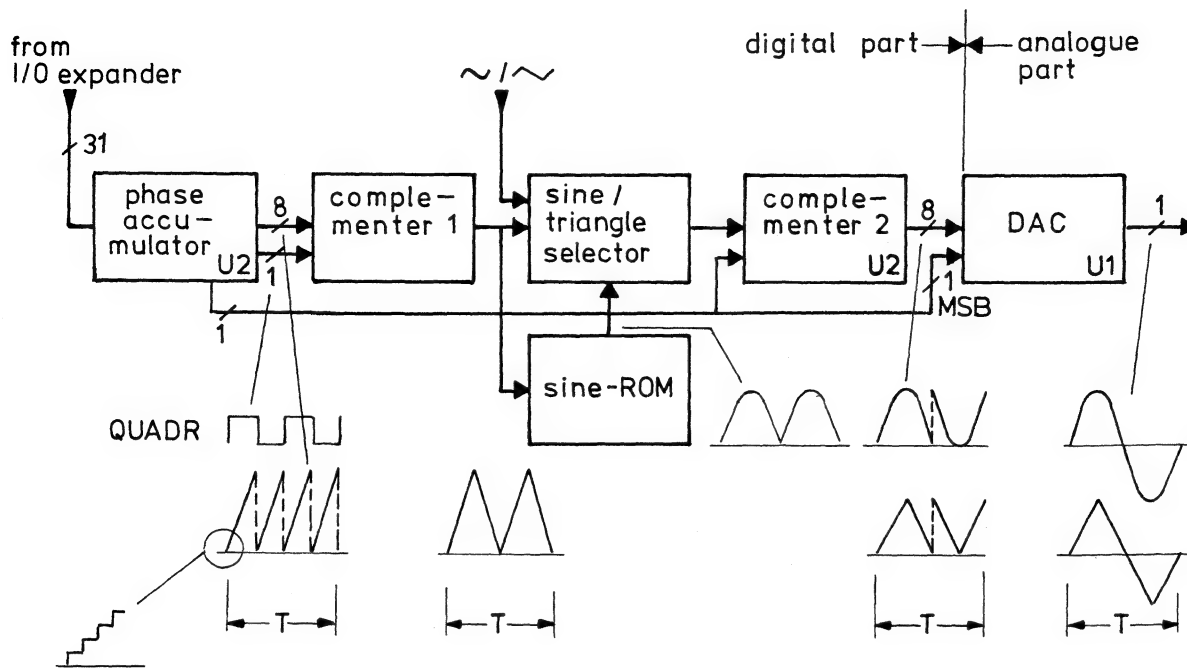 from
I/O expander
31
~/
digital part
analogue
part
phase
accu-
mulator
U2
8
1
1
comple-
menter 1
sine/
triangle
selector
sine-ROM
comple-
menter 2
U2
8
1
MSB
DAC
U1
1
QUADR
T
T
T
T